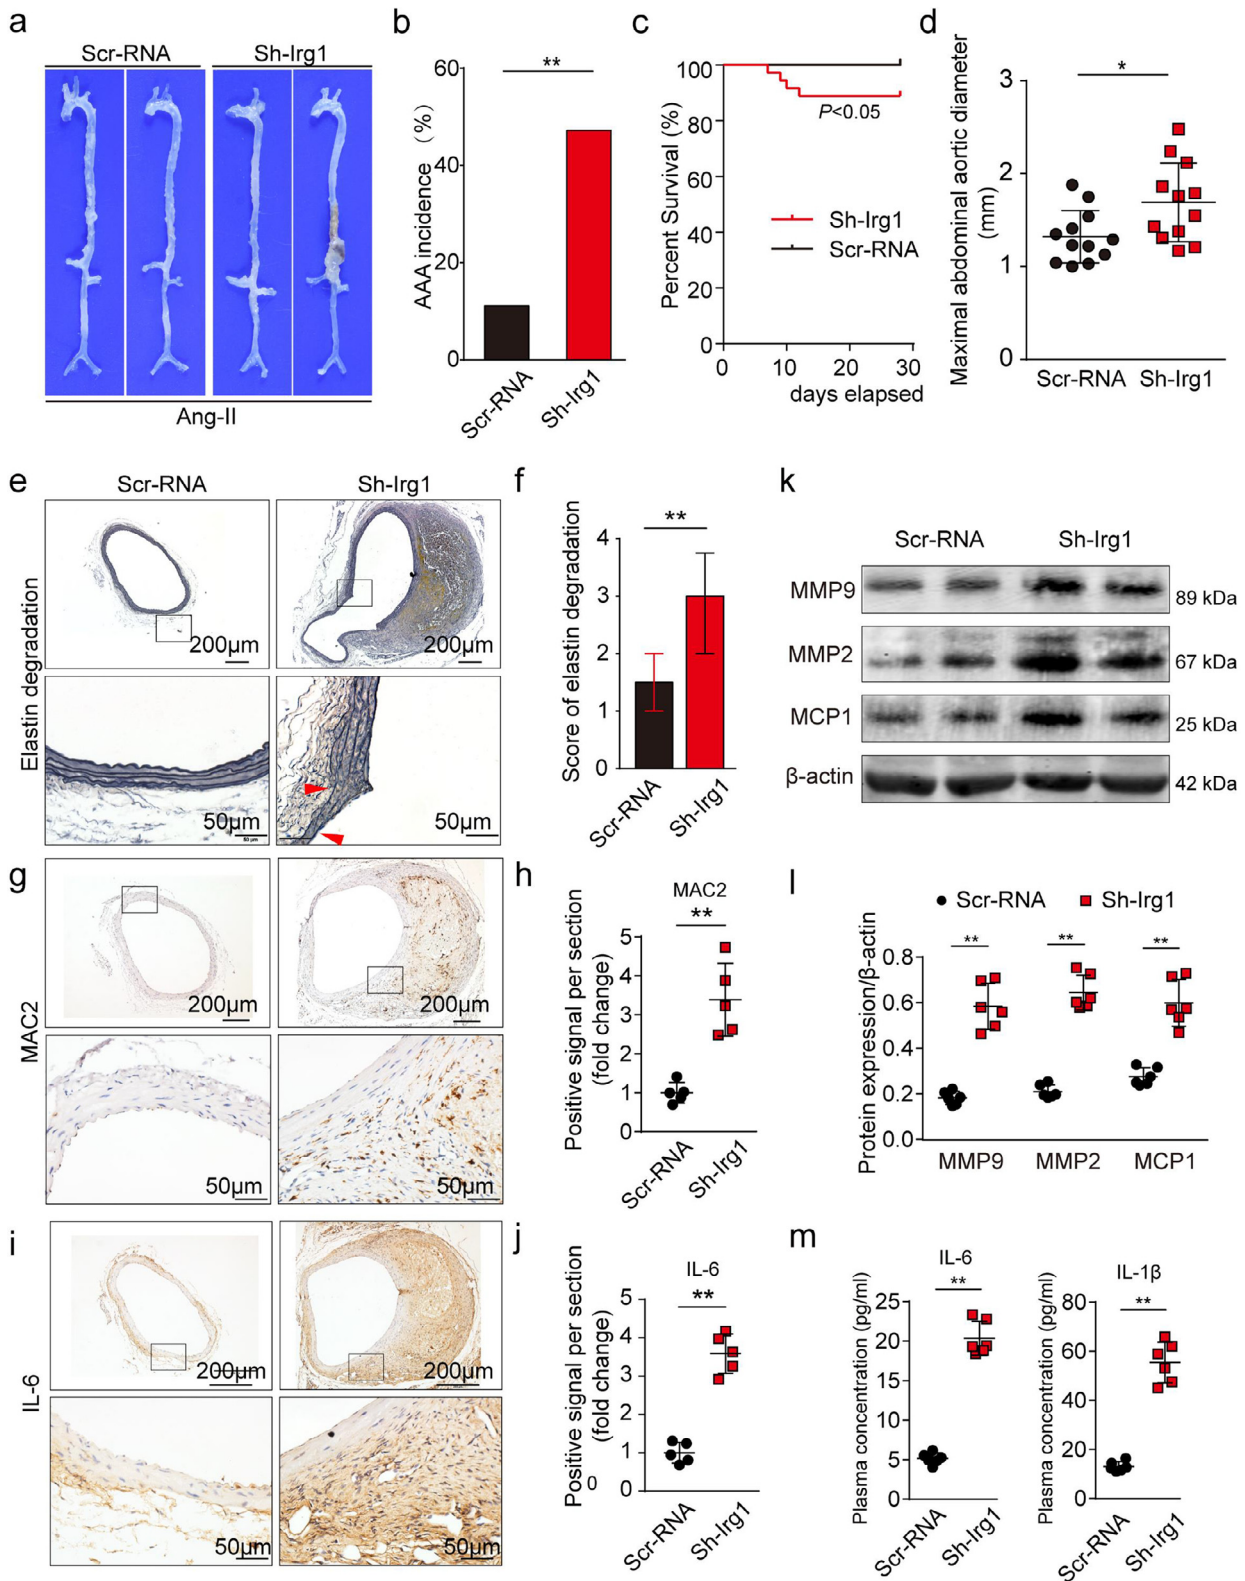 a
Scr-RNA
Sh-Irg1
Ang-II
b
**
AAA incidence (%)
60
40
20
0
Scr-RNA
Sh-Irg1
c
Percent Survival (%)
100
80
60
40
20
0
P<0.05
Sh-Irg1
Scr-RNA
0 10 20 30
days elapsed
d
*
Maximal abdominal aortic diameter
(mm)
3
2
1
0
Scr-RNA Sh-Irg1
e
Scr-RNA
Sh-Irg1
Elastin degradation
200µm
200µm
50µm
50 µm
50µm
f
**
Score of elastin degradation
4
3
2
1
0
Scr-RNA
Sh-Irg1
k
Scr-RNA
Sh-Irg1
MMP9
89 kDa
MMP2
67 kDa
MCP1
25 kDa
β-actin
42 kDa
g
MAC2
200µm
200µm
50µm
50µm
h
MAC2
**
Positive signal per section
(fold change)
5
4
3
2
1
0
Scr-RNA
Sh-Irg1
l
Scr-RNA
Sh-Irg1
** ** **
Protein expression/β-actin
0.8
0.6
0.4
0.2
0.0
MMP9 MMP2 MCP1
i
IL-6
200µm
200µm
50µm
50µm
j
IL-6
**
Positive signal per section
(fold change)
5
4
3
2
1
0
0
Scr-RNA
Sh-Irg1
m
IL-6
**
Plasma concentration (pg/ml)
25
20
15
10
5
0
Scr-RNA
Sh-Irg1
IL-1β
**
Plasma concentration (pg/ml)
80
60
40
20
0
Scr-RNA
Sh-Irg1